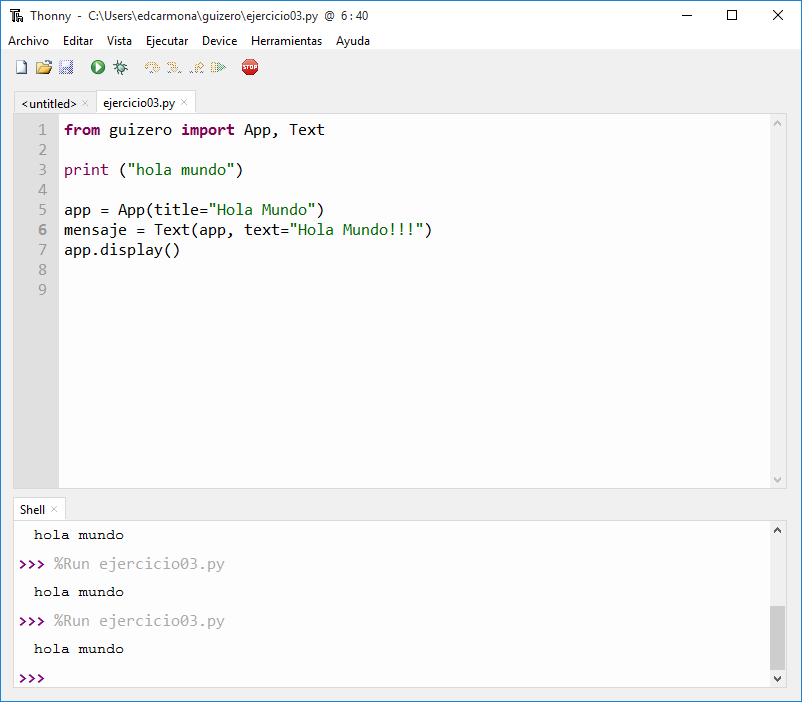 Thonny - C:\Users\edcarmona\guizero\ejercicio03.py @ 6:40
Archivo Editar Vista Ejecutar Device Herramientas Ayuda
STOP
<untitled> ejercicio03.py
1 from guizero import App, Text
2
3 print ("hola mundo")
4
5 app = App(title="Hola Mundo")
6 mensaje = Text(app, text="Hola Mundo!!!")
7 app.display()
8
9
Shell
hola mundo
>>> %Run ejercicio03.py
hola mundo
>>> %Run ejercicio03.py
hola mundo
>>>